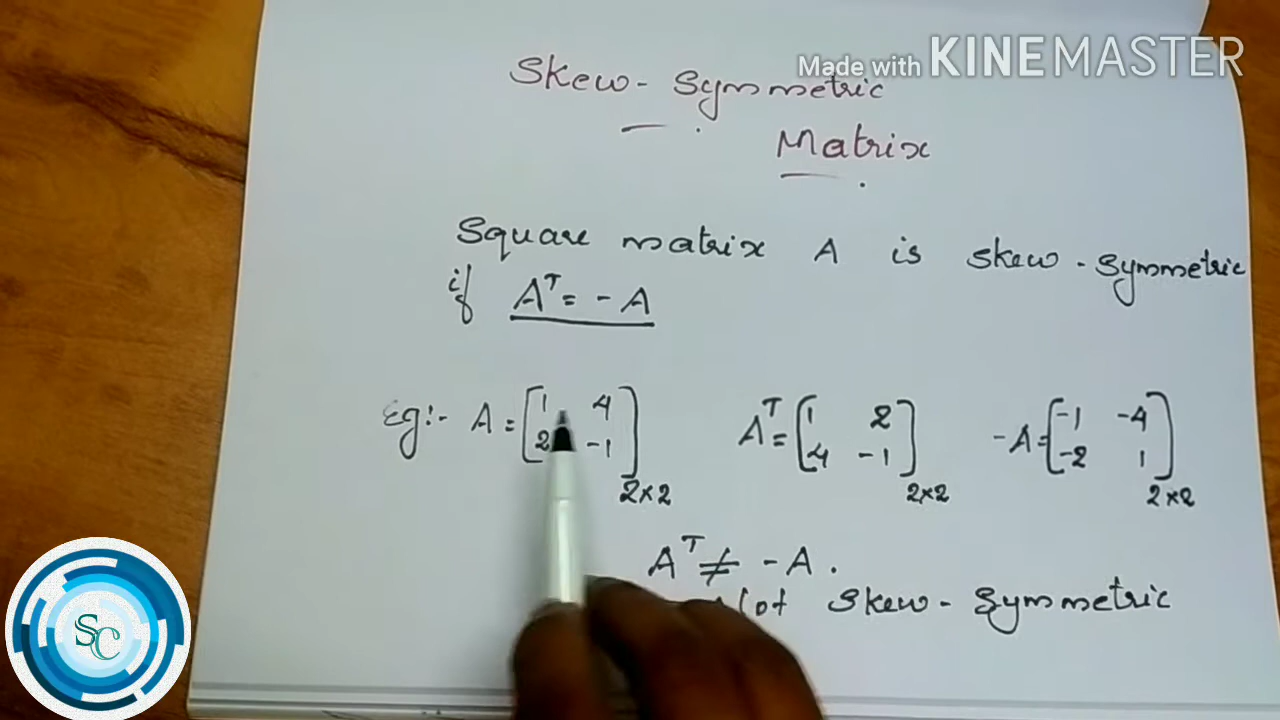 Made with KINEMASTER
Skew-Symmetric
Matrix
Square matrix A is skew-symmetric
if Aᵀ = -A
Eg:- A = [1 4; 2 -1] 2×2 Aᵀ = [1 2; 4 -1] 2×2 -A = [-1 -4; -2 1] 2×2
Aᵀ ≠ -A.
Skew-Symmetric
SC